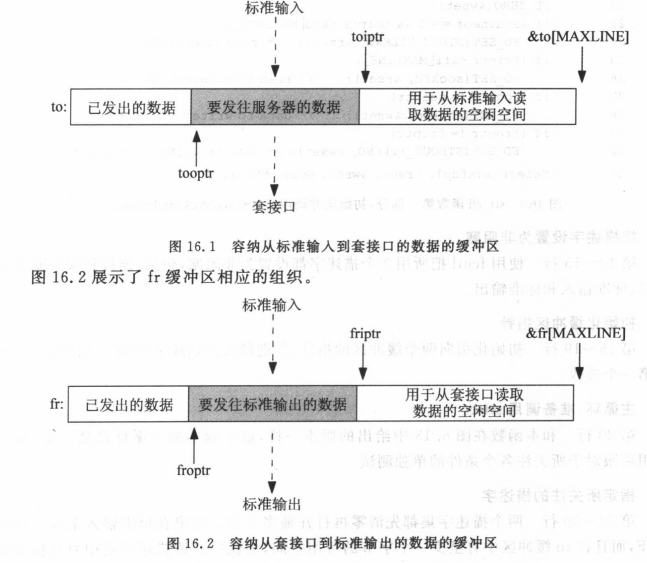 标准输入
toiptr
&to[MAXLINE]
to:
已发出的数据
要发往服务器的数据
用于从标准输入读
取数据的空闲空间
tooptr
套接口
图 16.1 容纳从标准输入到套接口的数据的缓冲区
图 16.2 展示了 fr 缓冲区相应的组织。
标准输入
friptr
&fr[MAXLINE]
fr:
已发出的数据
要发往标准输出的数据
用于从套接口读取
数据的空闲空间
froptr
标准输出
图 16.2 容纳从套接口到标准输出的数据的缓冲区